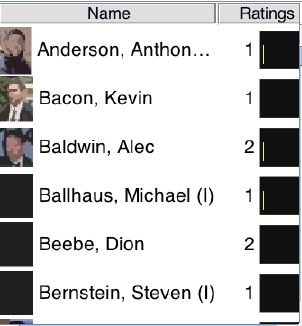 Name Ratings
Anderson, Anthon... 1
Bacon, Kevin 1
Baldwin, Alec 2
Ballhaus, Michael (I) 1
Beebe, Dion 2
Bernstein, Steven (I) 1